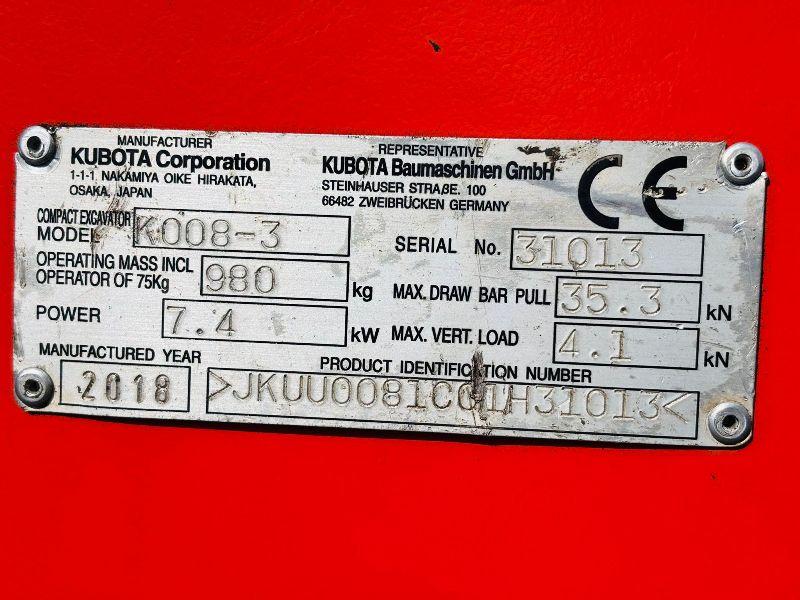 MANUFACTURER
KUBOTA Corporation
1-1-1 NAKAMIYA OIKE HIRAKATA,
OSAKA, JAPAN
REPRESENTATIVE
KUBOTA Baumaschinen GmbH
STEINHAUSER STRAßE. 100
66482 ZWEIBRÜCKEN GERMANY
CE
COMPACT EXCAVATOR
MODEL K008-3
SERIAL No. 31013
OPERATING MASS INCL
OPERATOR OF 75Kg 980 kg
MAX. DRAW BAR PULL 35.3 kN
POWER 7.4 kW
MAX. VERT. LOAD 4.1 kN
MANUFACTURED YEAR
2018
PRODUCT IDENTIFICATION NUMBER
>JKUU0081C01H31013<